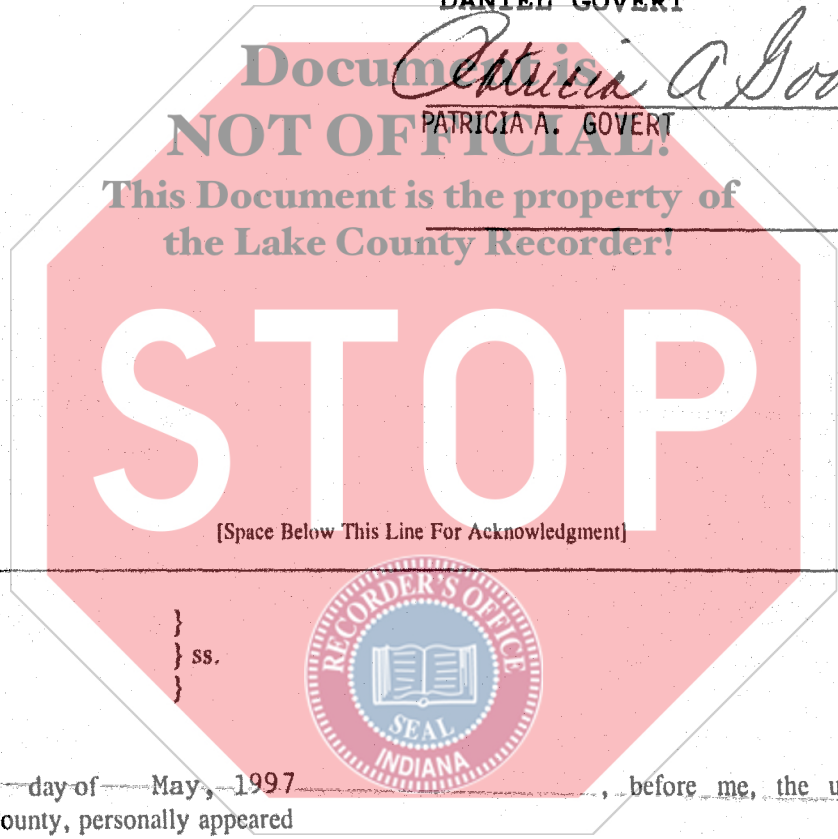 DANIEL GOVERT
Document is
Patricia A
NOT OFFICIAL!
PATRICIA A. GOVERT
This Document is the property of
the Lake County Recorder!
STOP
[Space Below This Line For Acknowledgment]
RECORDER'S OFFICE
}
} ss.
}
SEAL
INDIANA
day of May, 1997 , before me, the u
ounty, personally appeared